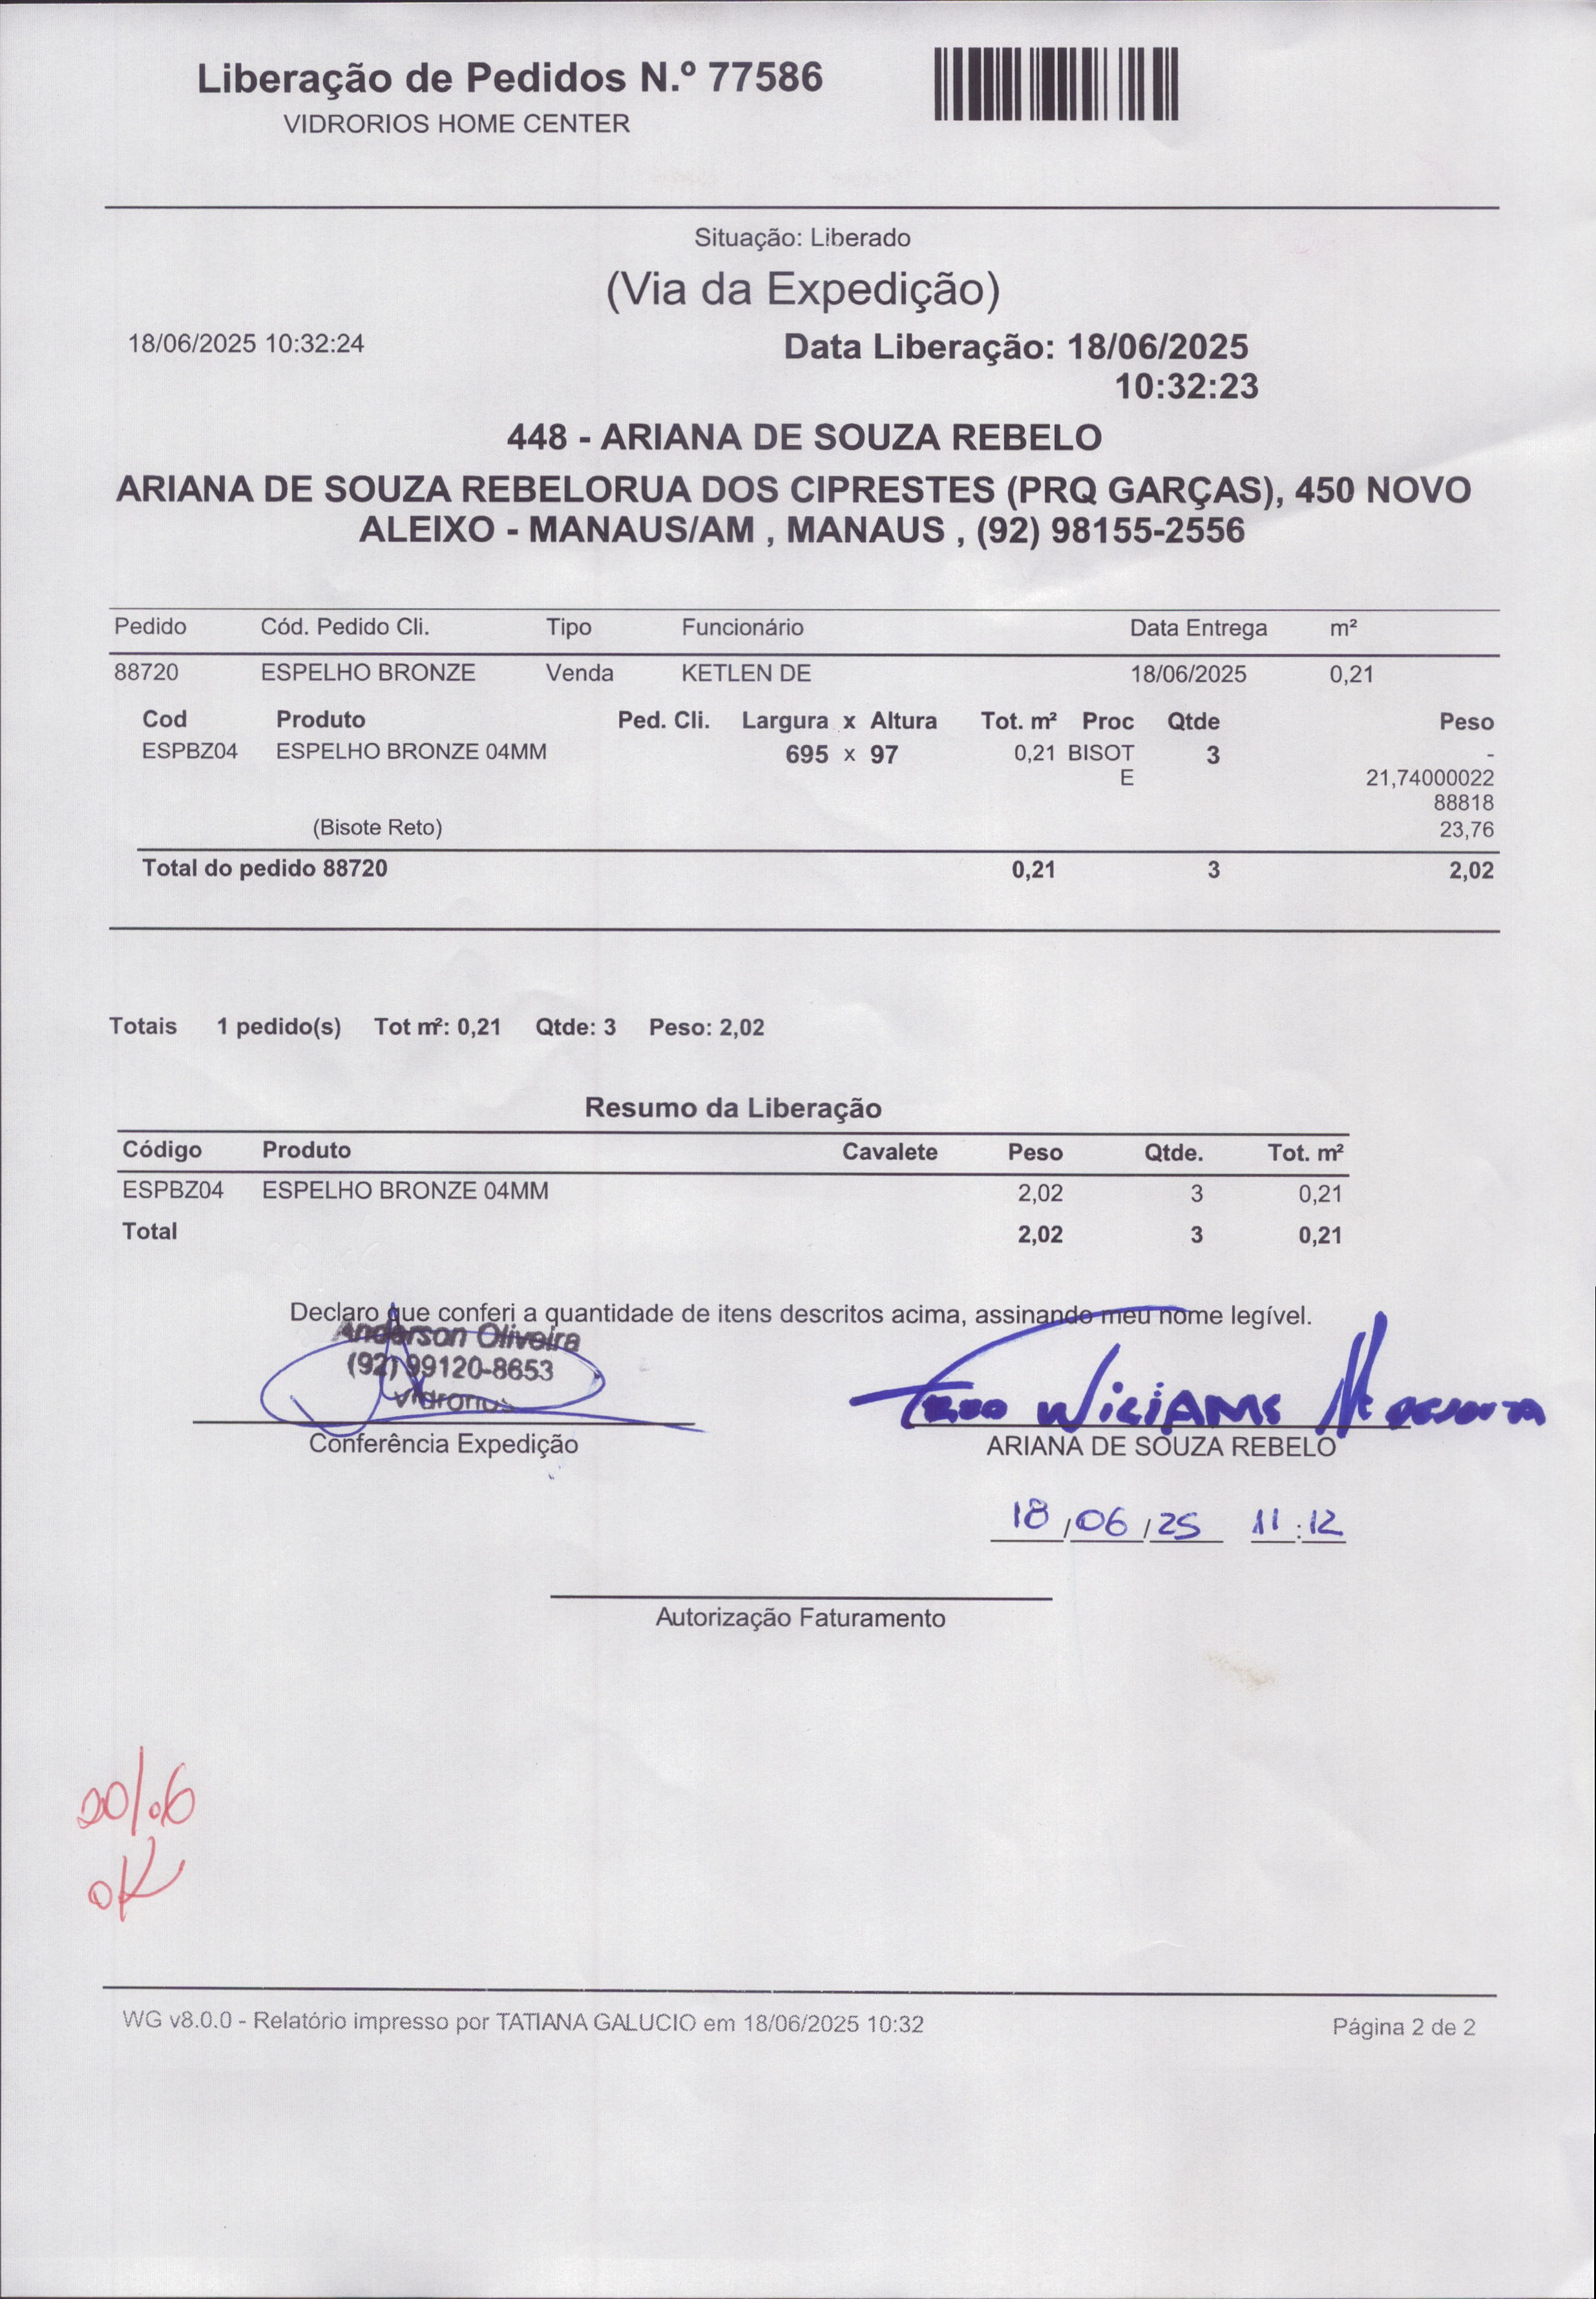 Liberação de Pedidos N.º 77586
VIDRORIOS HOME CENTER
Situação: Liberado
(Via da Expedição)
18/06/2025 10:32:24
Data Liberação: 18/06/2025
10:32:23
448 - ARIANA DE SOUZA REBELO
ARIANA DE SOUZA REBELORUA DOS CIPRESTES (PRQ GARÇAS), 450 NOVO
ALEIXO - MANAUS/AM , MANAUS , (92) 98155-2556
Pedido Cód. Pedido Cli. Tipo Funcionário Data Entrega m²
88720 ESPELHO BRONZE Venda KETLEN DE 18/06/2025 0,21
Cod Produto Ped. Cli. Largura x Altura Tot. m² Proc Qtde Peso
ESPBZ04 ESPELHO BRONZE 04MM 695 x 97 0,21 BISOT 3 -
E 21,74000022
88818
(Bisote Reto) 23,76
Total do pedido 88720 0,21 3 2,02
Totais 1 pedido(s) Tot m²: 0,21 Qtde: 3 Peso: 2,02
Resumo da Liberação
Código Produto Cavalete Peso Qtde. Tot. m²
ESPBZ04 ESPELHO BRONZE 04MM 2,02 3 0,21
Total 2,02 3 0,21
Declaro que conferi a quantidade de itens descritos acima, assinando meu nome legível.
Anderson Oliveira
(92) 99120-8653
Vidrorios
WiliAMS
Conferência Expedição
ARIANA DE SOUZA REBELO
18/06/25 11:12
Autorização Faturamento
20/06
OK
WG v8.0.0 - Relatório impresso por TATIANA GALUCIO em 18/06/2025 10:32
Página 2 de 2